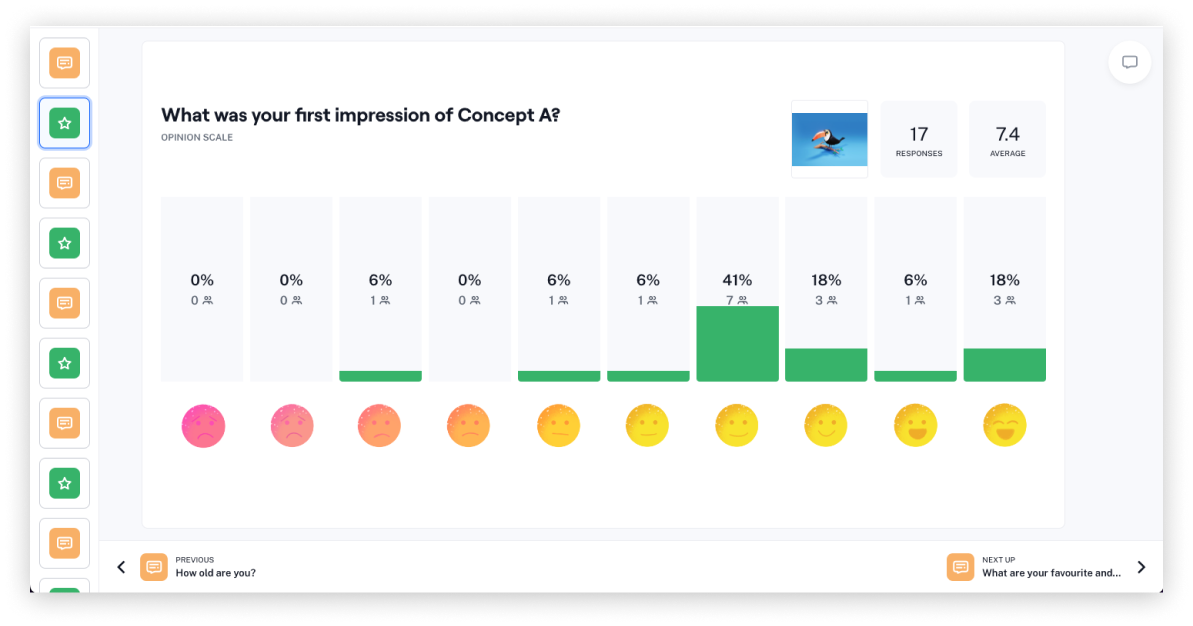 What was your first impression of Concept A?
OPINION SCALE
17
RESPONSES
7.4
AVERAGE
0% 0% 6% 0% 6% 6% 41% 18% 6% 18%
0 0 1 0 1 1 7 3 1 3
PREVIOUS
How old are you?
NEXT UP
What are your favourite and...